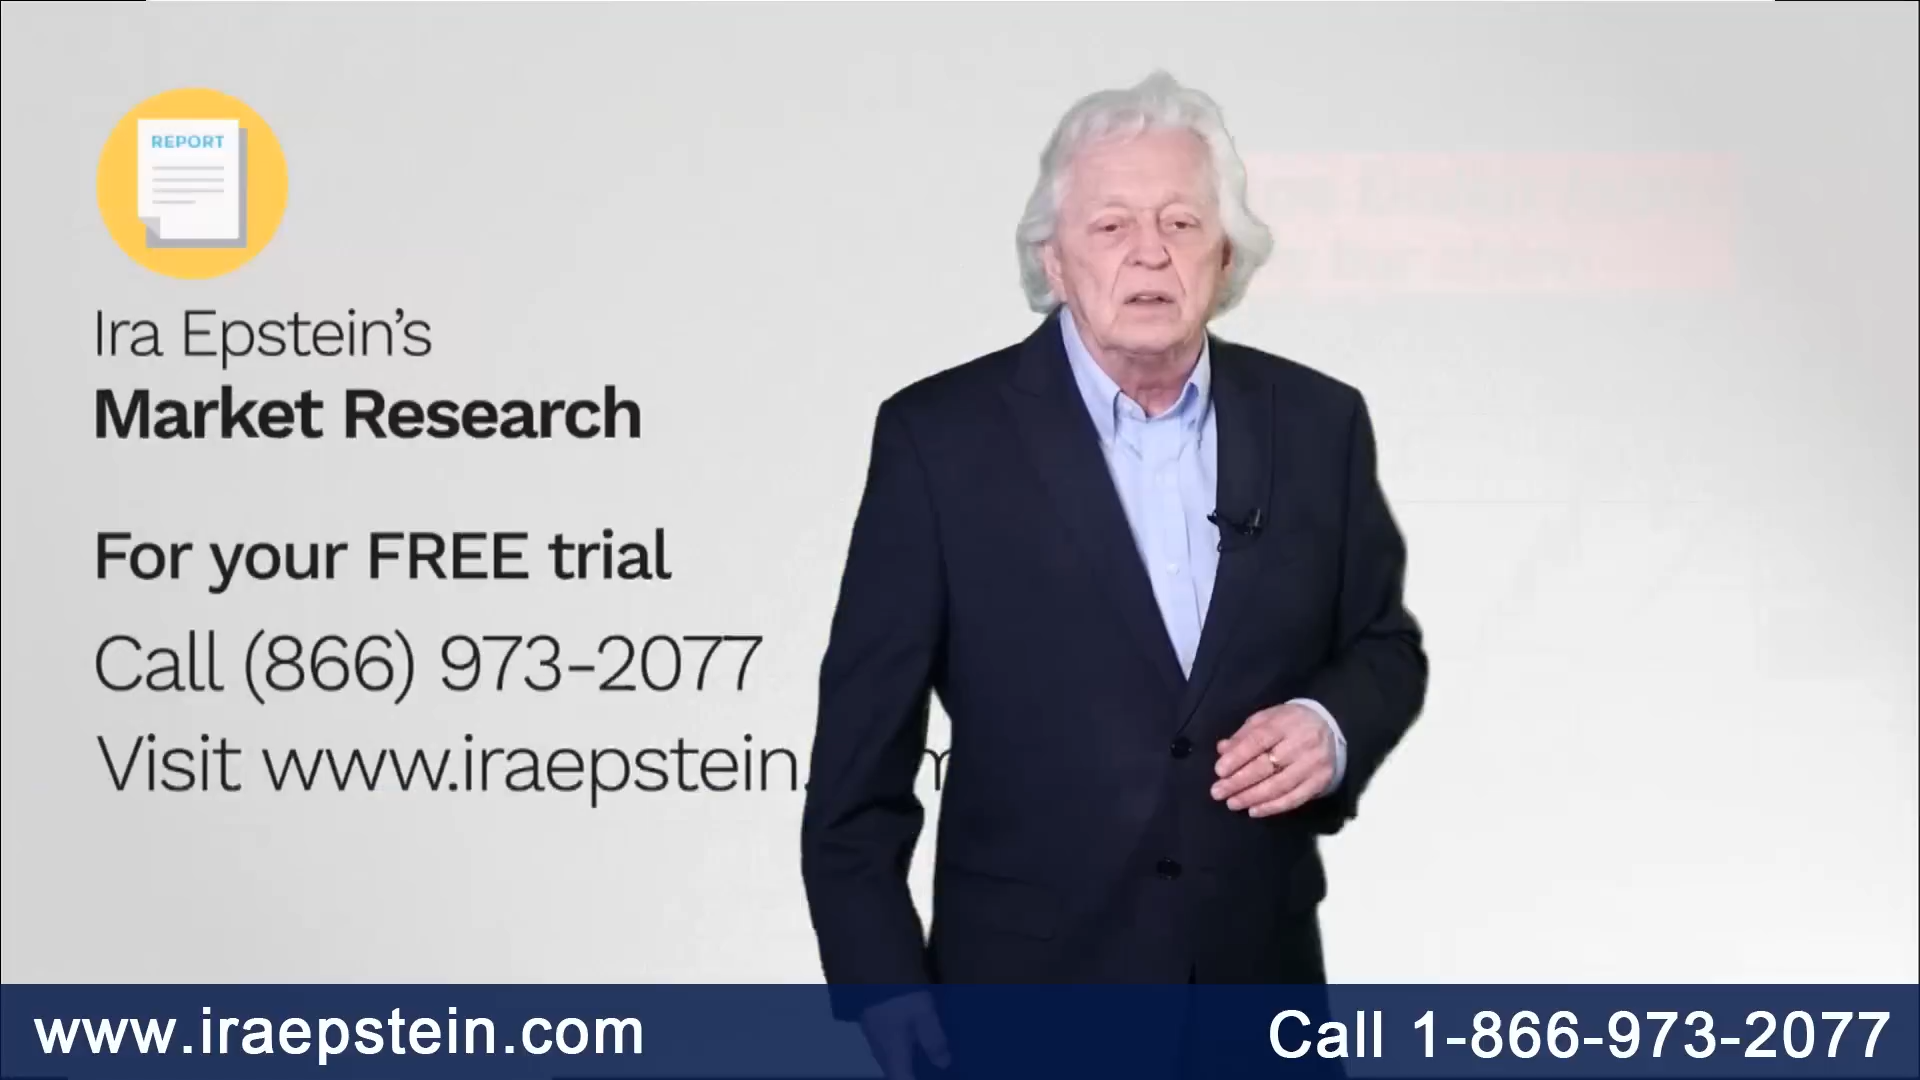 REPORT
Ira Epstein's
Market Research
For your FREE trial
Call (866) 973-2077
Visit www.iraepstein.
www.iraepstein.com
Call 1-866-973-2077